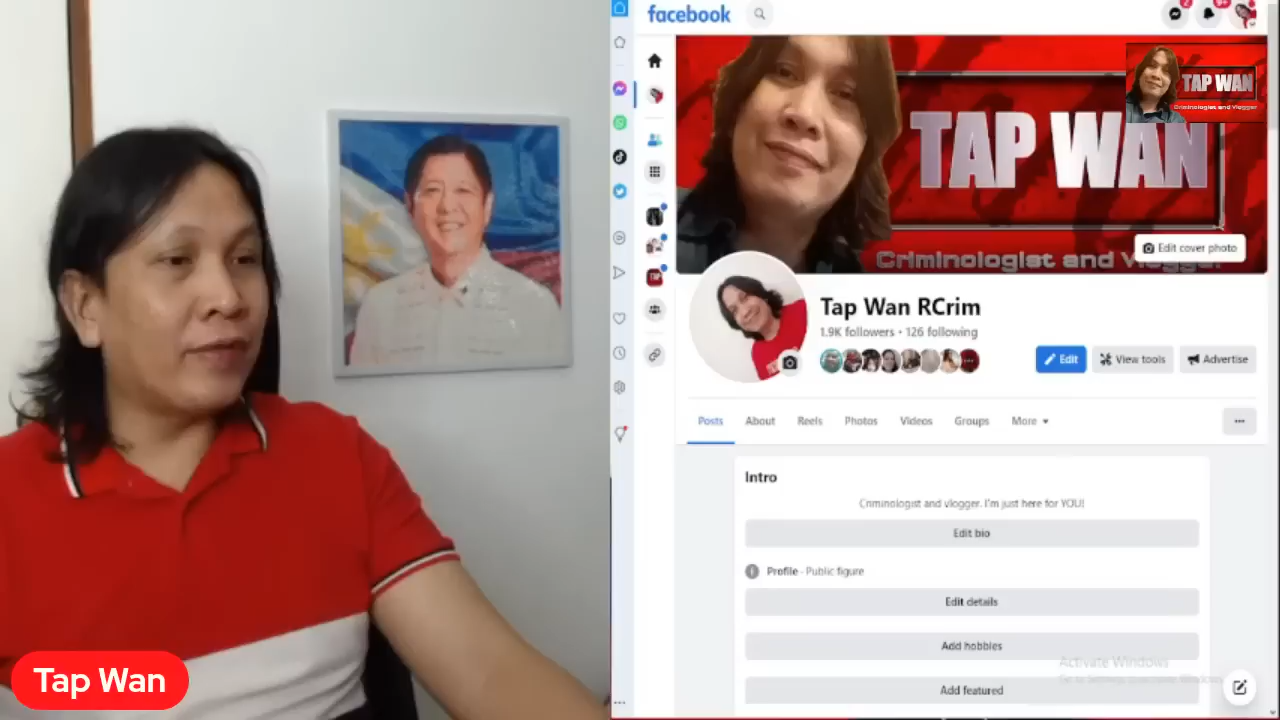 facebook
2
9+
TAP WAN
Criminologist and Vlogger
TAP WAN
Criminologist and Vlogger
Edit cover photo
Tap Wan RCrim
1.9K followers • 126 following
Edit
View tools
Advertise
Posts
About
Reels
Photos
Videos
Groups
More
Intro
Criminologist and vlogger. I'm just here for YOU!
Edit bio
Profile · Public figure
Edit details
Add hobbies
Activate Windows
Add featured
Tap Wan